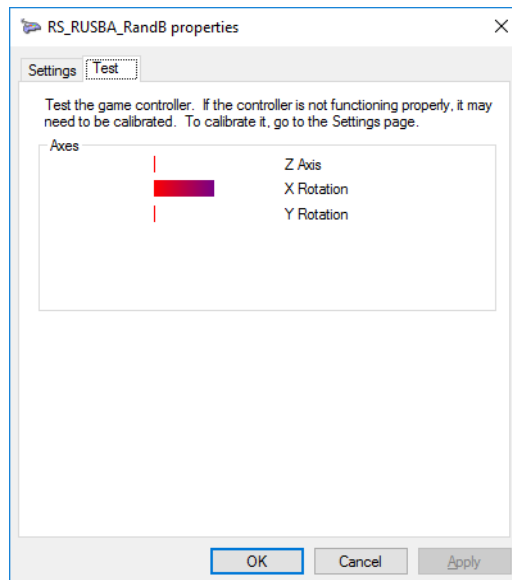 RS_RUSBA_RandB properties
Settings Test
Test the game controller. If the controller is not functioning properly, it may
need to be calibrated. To calibrate it, go to the Settings page.
Axes
Z Axis
X Rotation
Y Rotation
OK Cancel Apply